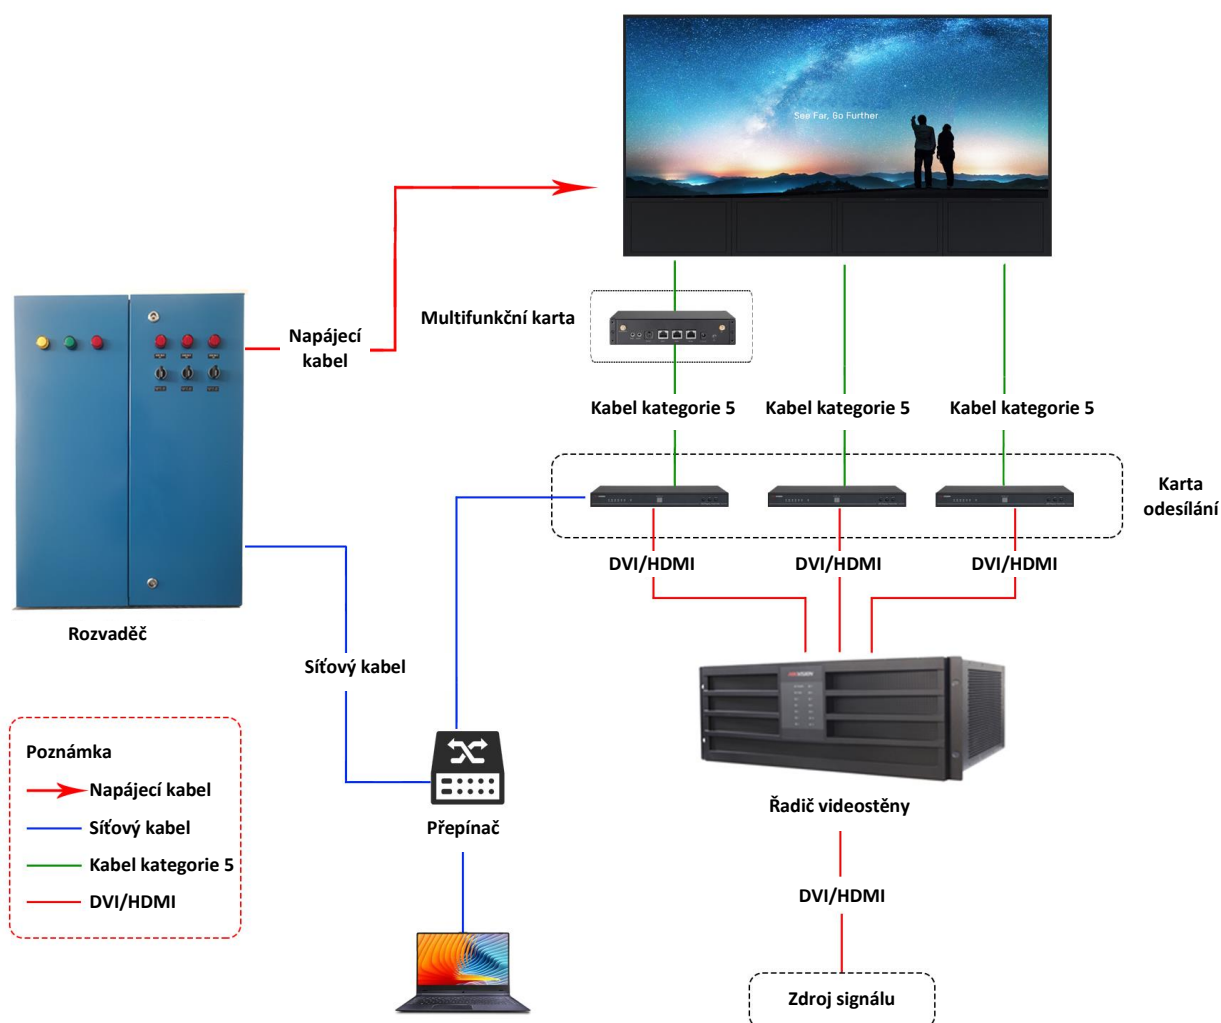 See Far, Go Further
Multifunkční karta
Napájecí
kabel
Kabel kategorie 5
Kabel kategorie 5
Kabel kategorie 5
Karta
odesílání
DVI/HDMI
DVI/HDMI
DVI/HDMI
Rozvaděč
Síťový kabel
HIKVISION
Poznámka
Napájecí kabel
Síťový kabel
Kabel kategorie 5
DVI/HDMI
Přepínač
Řadič videostěny
DVI/HDMI
Zdroj signálu